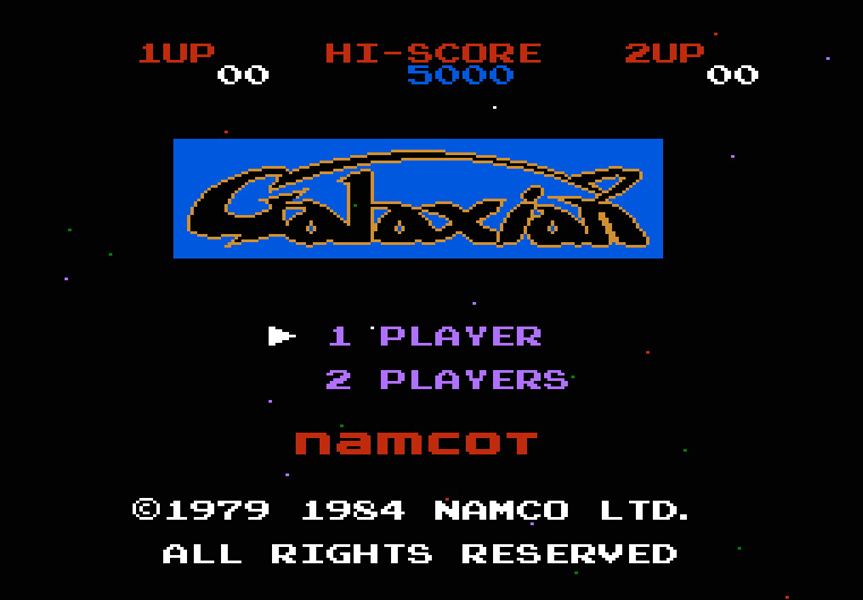 1UP HI-SCORE 2UP
00 5000 00
Galaxian
1 PLAYER
2 PLAYERS
namcot
©1979 1984 NAMCO LTD.
ALL RIGHTS RESERVED